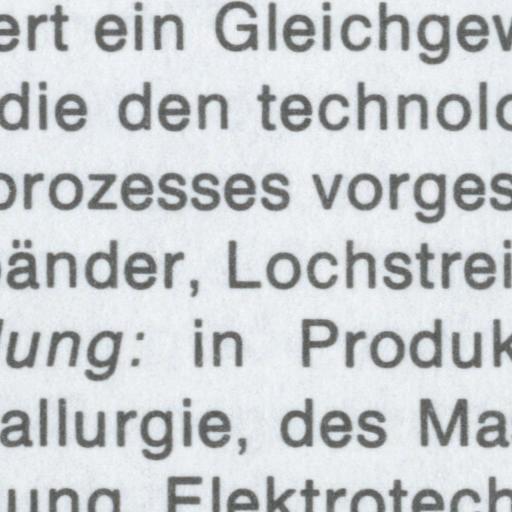 ert ein Gleichgew
die den technolo
prozesses vorges
bänder, Lochstrei
lung: in Produk
allurgie, des Ma
ung Elektrotech